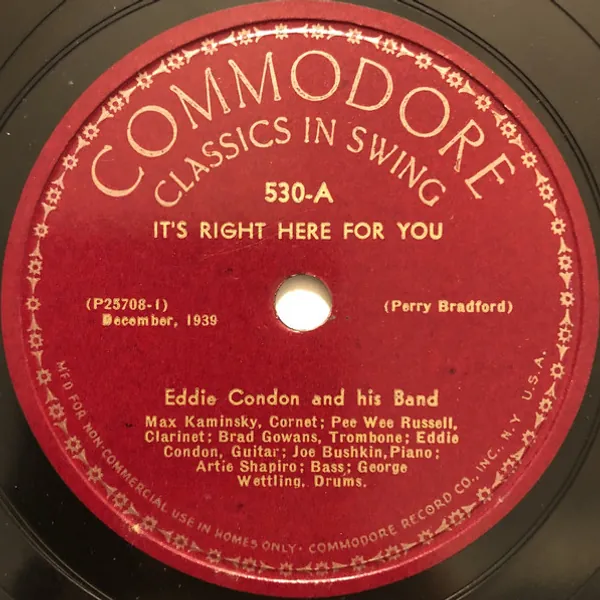 COMMODORE
CLASSICS IN SWING
530-A
IT'S RIGHT HERE FOR YOU
(P25708-1)
December, 1939
(Perry Bradford)
Eddie Condon and his Band
Max Kaminsky, Cornet; Pee Wee Russell,
Clarinet; Brad Gowans, Trombone; Eddie
Condon, Guitar; Joe Bushkin,Piano;
Artie Shapiro; Bass; George
Wettling, Drums.
MFD FOR NON-COMMERCIAL USE IN HOMES ONLY · COMMODORE RECORD CO., INC. N.Y. U.S.A.